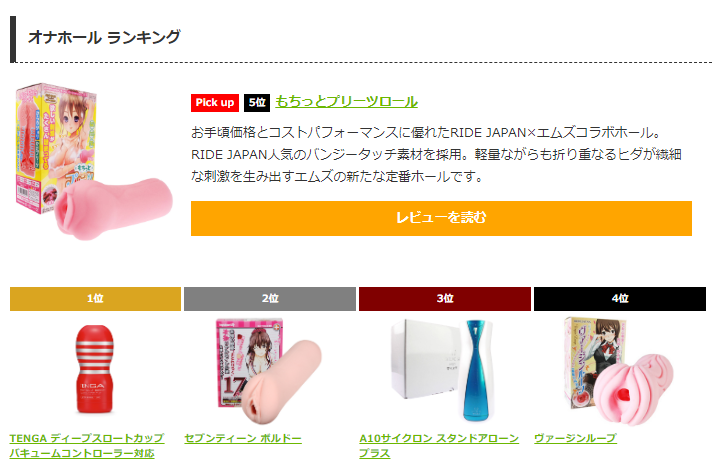 オナホール ランキング
Pick up 5位 もちっとプリーツロール
お手頃価格とコストパフォーマンスに優れたRIDE JAPAN×エムズコラボホール。
RIDE JAPAN人気のバンジータッチ素材を採用。軽量ながらも折り重なるヒダが繊細
な刺激を生み出すエムズの新たな定番ホールです。
レビューを読む
1位 2位 3位 4位
TENGA
17
TENGA ディープスロートカップ
バキュームコントローラー対応
セブンティーン ボルドー
A10サイクロン スタンドアローン
プラス
ヴァージンループ